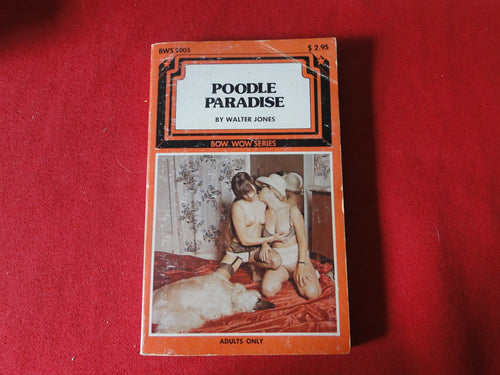 BWS 2005
$ 2.95
POODLE
PARADISE
BY WALTER JONES
BOW WOW SERIES
ADULTS ONLY